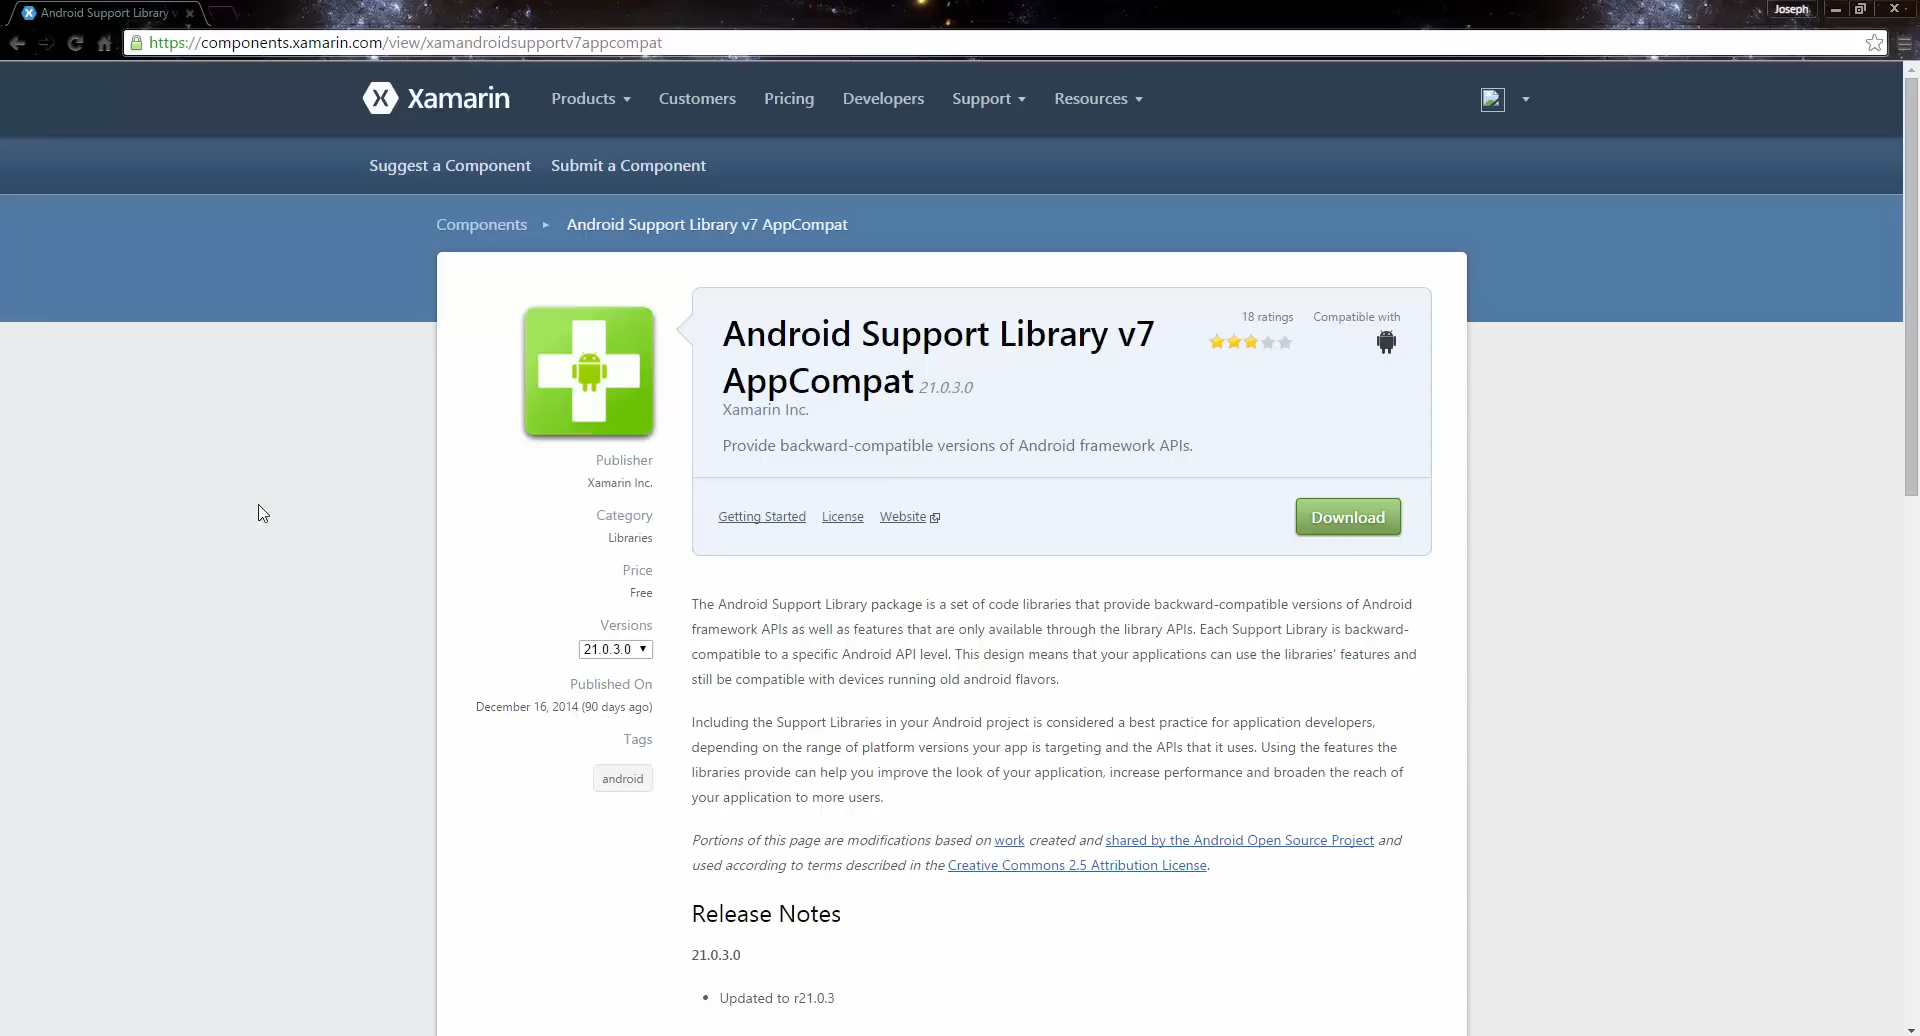 Android Support Library v
Joseph
https://components.xamarin.com/view/xamandroidsupportv7appcompat
Xamarin
Products
Customers
Pricing
Developers
Support
Resources
Suggest a Component
Submit a Component
Components
Android Support Library v7 AppCompat
Android Support Library v7
AppCompat 21.0.3.0
18 ratings
Compatible with
Xamarin Inc.
Provide backward-compatible versions of Android framework APIs.
Getting Started
License
Website
Download
Publisher
Xamarin Inc.
Category
Libraries
Price
Free
Versions
21.0.3.0
Published On
December 16, 2014 (90 days ago)
Tags
android
The Android Support Library package is a set of code libraries that provide backward-compatible versions of Android
framework APIs as well as features that are only available through the library APIs. Each Support Library is backward-
compatible to a specific Android API level. This design means that your applications can use the libraries' features and
still be compatible with devices running old android flavors.
Including the Support Libraries in your Android project is considered a best practice for application developers,
depending on the range of platform versions your app is targeting and the APIs that it uses. Using the features the
libraries provide can help you improve the look of your application, increase performance and broaden the reach of
your application to more users.
Portions of this page are modifications based on work created and shared by the Android Open Source Project and
used according to terms described in the Creative Commons 2.5 Attribution License.
Release Notes
21.0.3.0
• Updated to r21.0.3